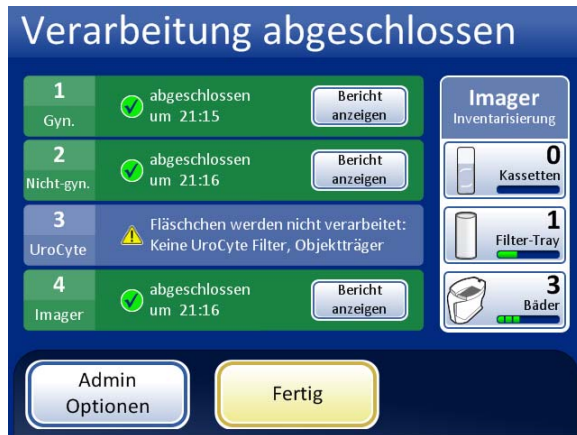 Verarbeitung abgeschlossen
1
Gyn.
abgeschlossen
um 21:15
Bericht
anzeigen
2
Nicht-gyn.
abgeschlossen
um 21:16
Bericht
anzeigen
3
UroCyte
Fläschchen werden nicht verarbeitet:
Keine UroCyte Filter, Objektträger
4
Imager
abgeschlossen
um 21:16
Bericht
anzeigen
Imager
Inventarisierung
0
Kassetten
1
Filter-Tray
3
Bäder
Admin
Optionen
Fertig